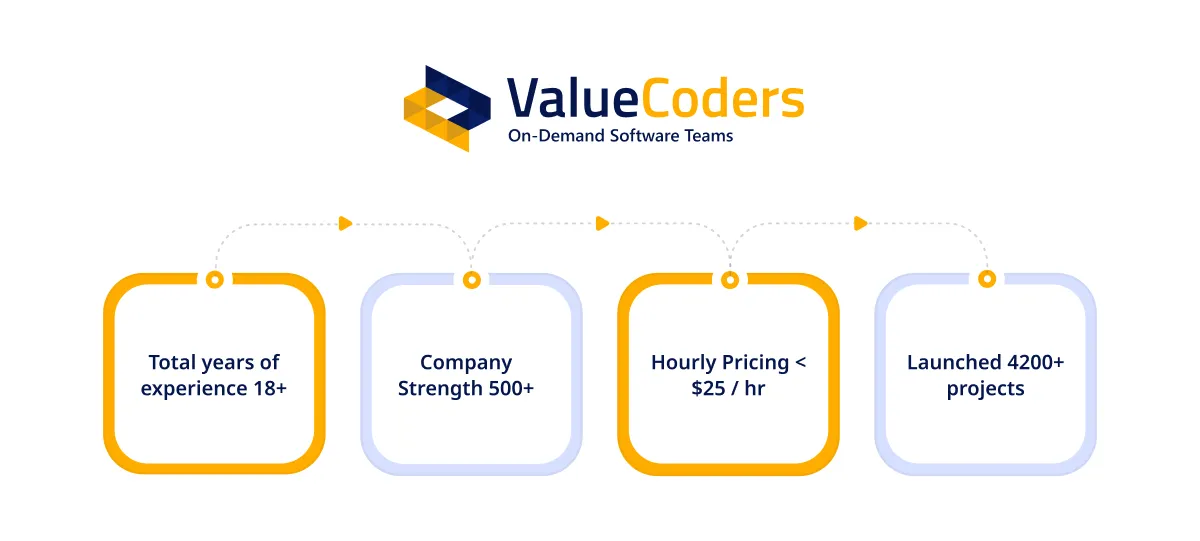 ValueCoders
On-Demand Software Teams
Total years of
experience 18+
Company
Strength 500+
Hourly Pricing <
$25 / hr
Launched 4200+
projects